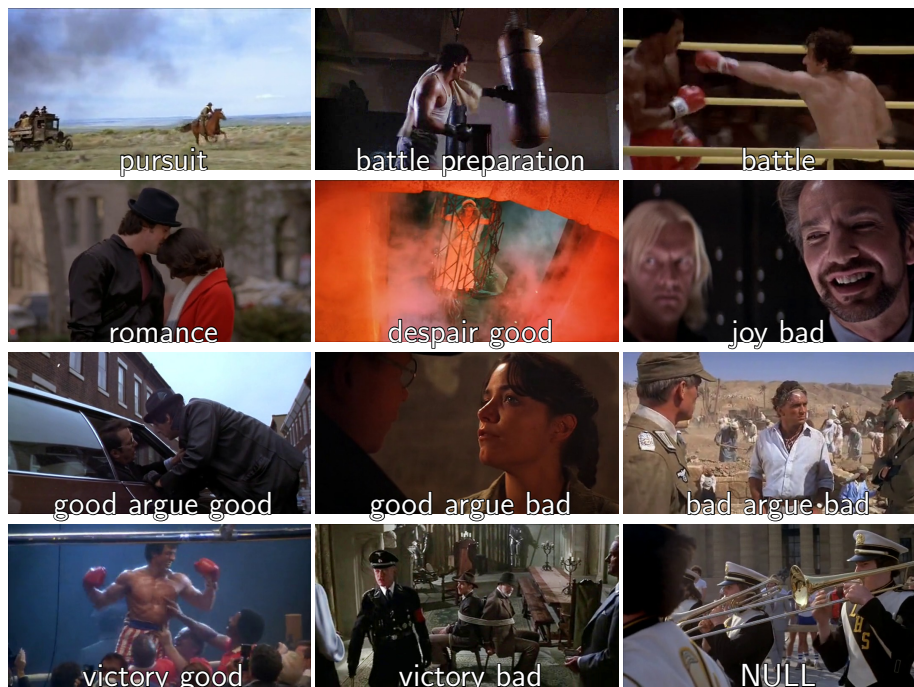 pursuit
battle preparation
battle
romance
despair good
joy bad
good argue good
good argue bad
bad argue bad
victory good
victory bad
NULL